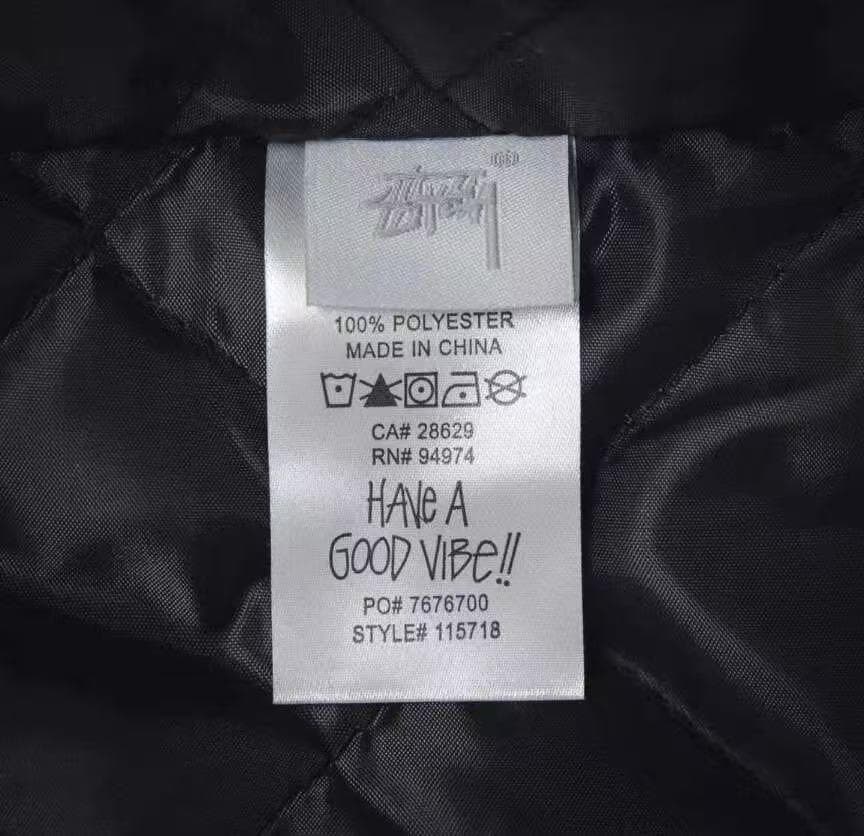 100% POLYESTER
MADE IN CHINA
CA# 28629
RN# 94974
HAVE A
GOOD VIBE!!
PO# 7676700
STYLE# 115718